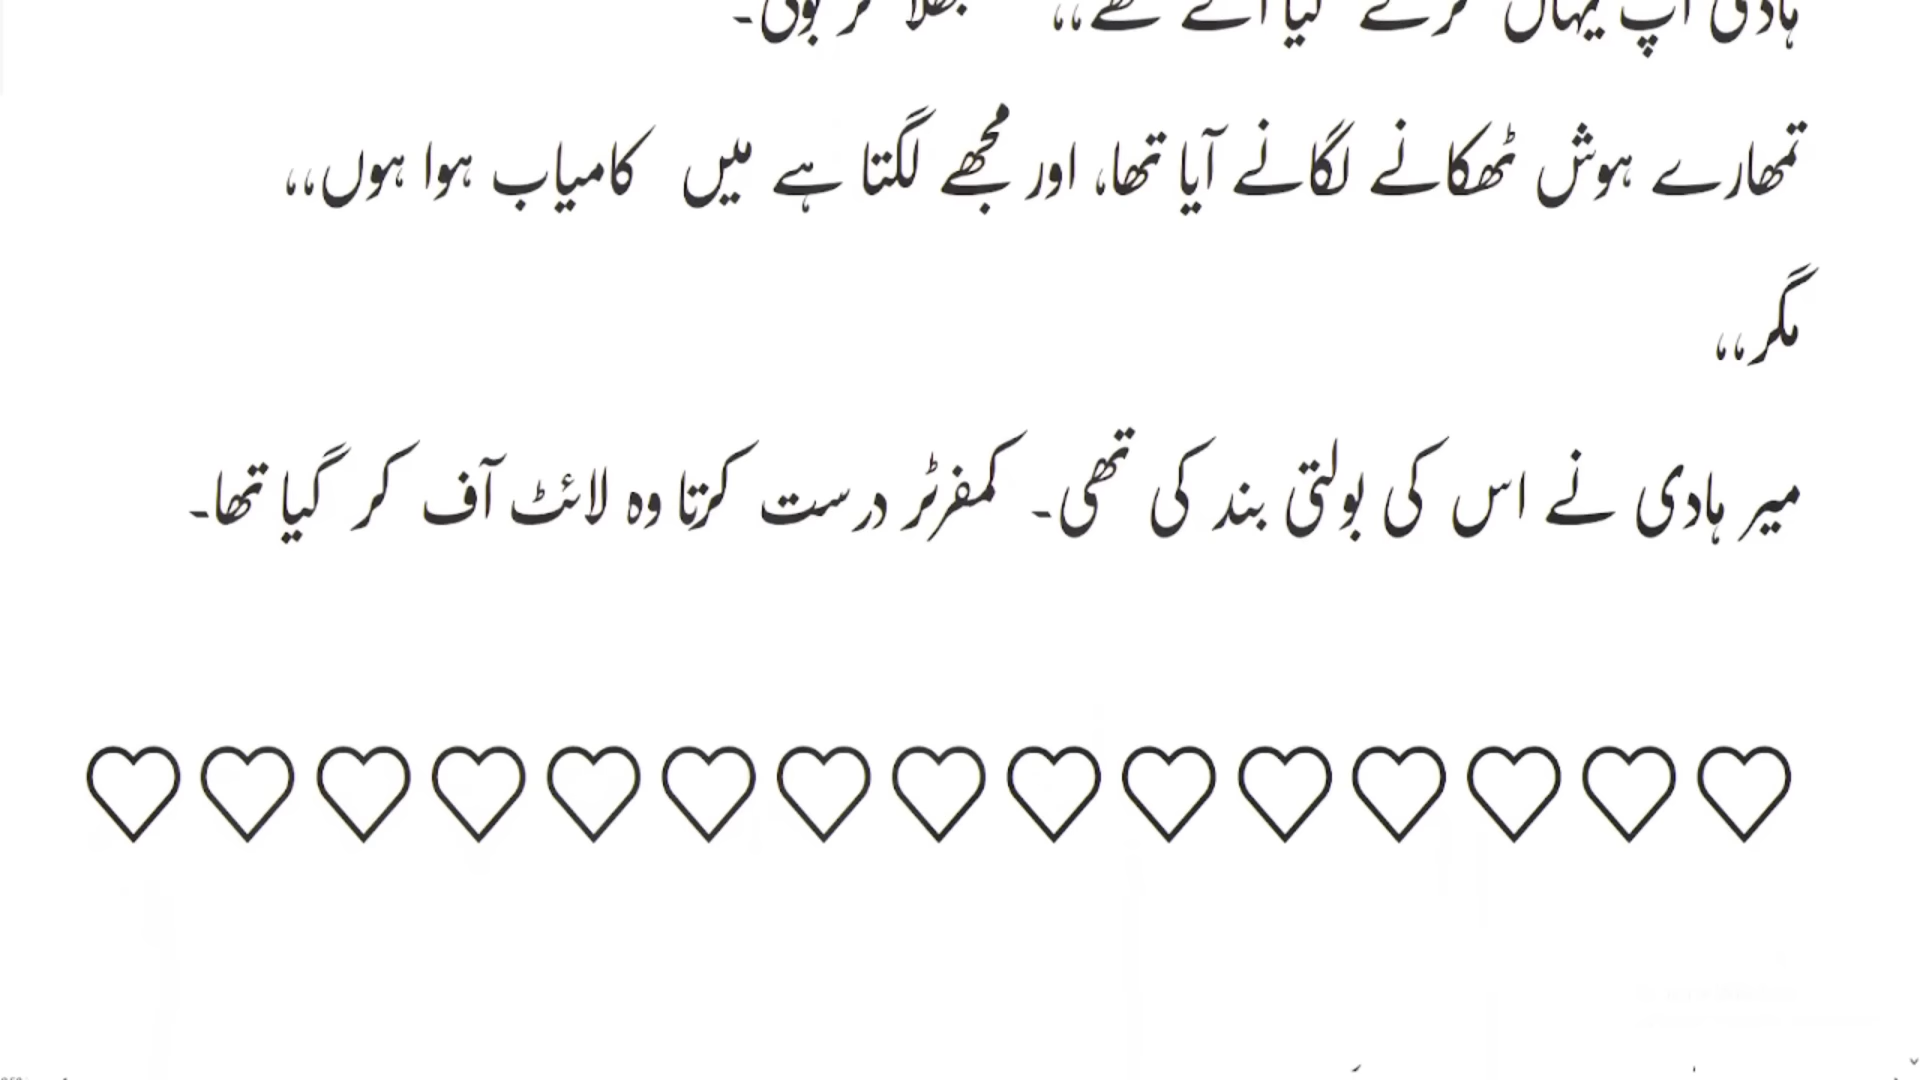 ہادی آپ یہاں کرنے کیا آئے تھے،، کر بولی۔
تمھارے ہوش ٹھکانے لگانے آیا تھا، اور مجھے لگتا ہے میں کامیاب ہوا ہوں،،
مگر،،
میر ہادی نے اس کی بولتی بند کی تھی۔ کمفرٹر درست کرتا وہ لائٹ آف کر گیا تھا۔
♡♡♡♡♡♡♡♡♡♡♡♡♡♡♡